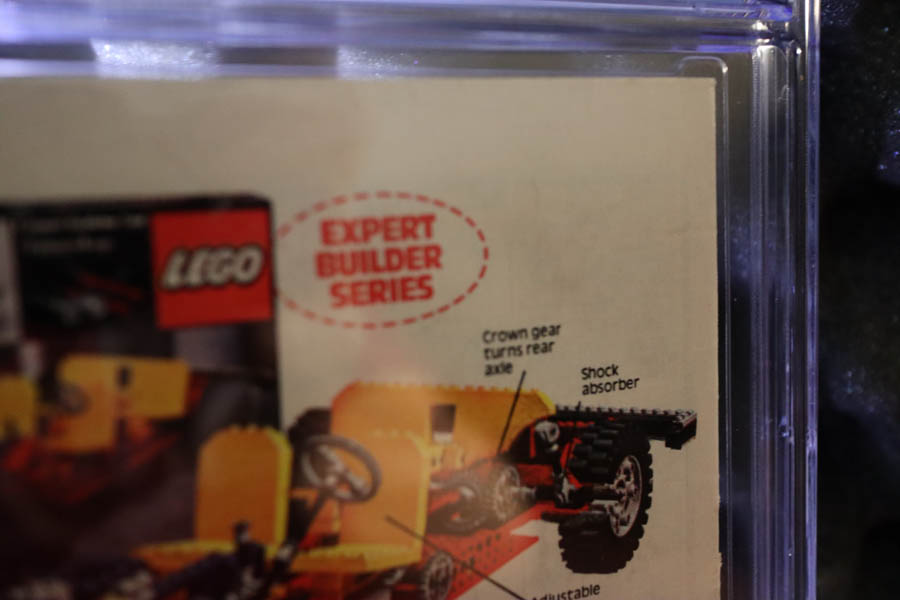 LEGO
EXPERT
BUILDER
SERIES
Crown gear
turns rear
axle
Shock
absorber
Adjustable